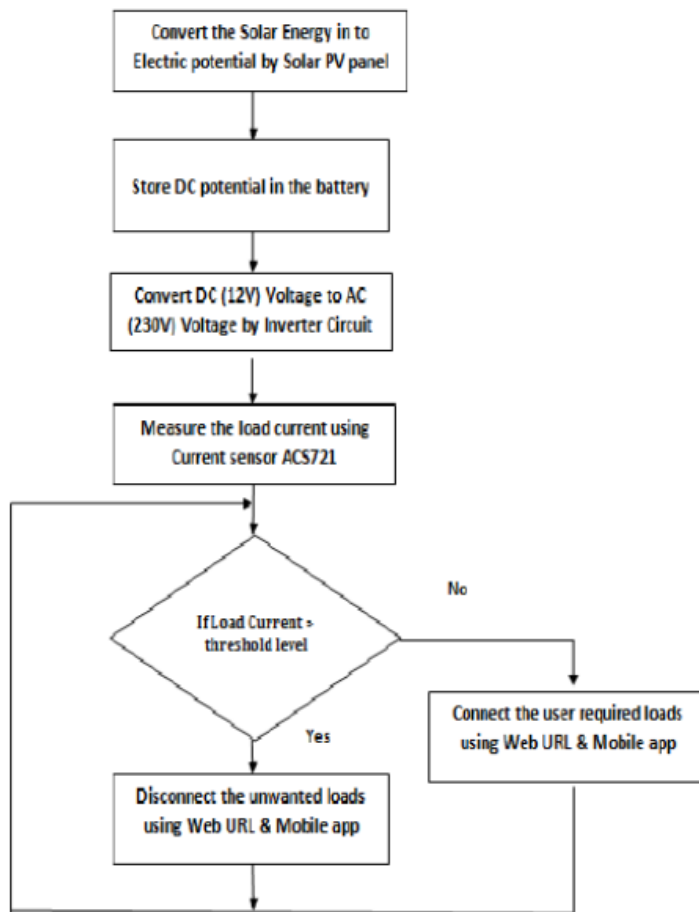 Convert the Solar Energy in to
Electric potential by Solar PV panel
Store DC potential in the battery
Convert DC (12V) Voltage to AC
(230V) Voltage by Inverter Circuit
Measure the load current using
Current sensor ACS721
If Load Current >
threshold level
No
Yes
Connect the user required loads
using Web URL & Mobile app
Disconnect the unwanted loads
using Web URL & Mobile app